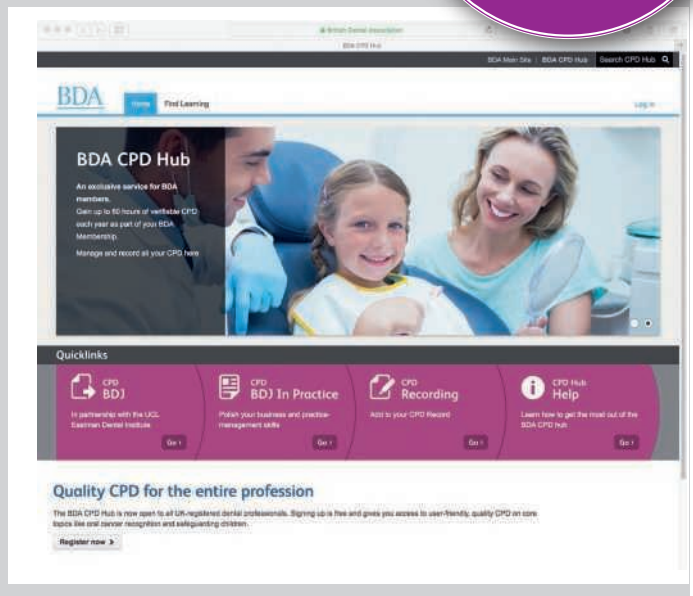 British Dental Association
BDA CPD Hub
BDA Main Site | BDA CPD Hub Search CPD Hub
BDA Home Find Learning Log in
BDA CPD Hub
An exclusive service for BDA
members.
Gain up to 60 hours of verifiable CPD
each year as part of your BDA
Membership.
Manage and record all your CPD here
Quicklinks
CPD
BDJ
In partnership with the UCL
Eastman Dental Institute
Go ›
CPD
BDJ In Practice
Polish your business and practice-
management skills
Go ›
CPD
Recording
Add to your CPD Record
Go ›
CPD Hub
Help
Learn how to get the most out of the
BDA CPD hub
Go ›
Quality CPD for the entire profession
The BDA CPD Hub is now open to all UK-registered dental professionals. Signing up is free and gives you access to user-friendly, quality CPD on core
topics like oral cancer recognition and safeguarding children.
Register now ›